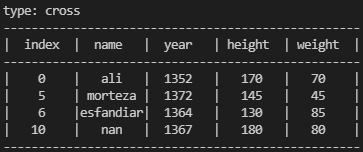 type: cross
| index | name | year | height | weight |
| 0 | ali | 1352 | 170 | 70 |
| 5 | morteza | 1372 | 145 | 45 |
| 6 |esfandiar| 1364 | 130 | 85 |
| 10 | nan | 1367 | 180 | 80 |